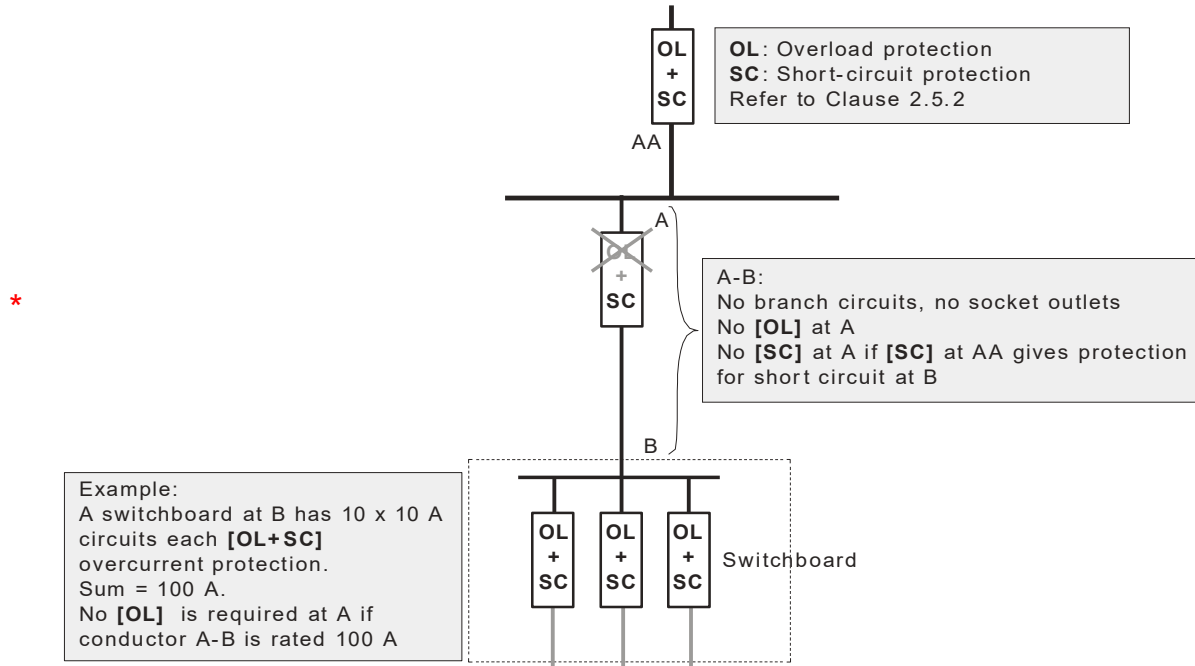 OL
+
SC
OL: Overload protection
SC: Short-circuit protection
Refer to Clause 2.5.2
AA
A
OL
+
SC
*
A-B:
No branch circuits, no socket outlets
No [OL] at A
No [SC] at A if [SC] at AA gives protection
for short circuit at B
B
Example:
A switchboard at B has 10 x 10 A
circuits each [OL+SC]
overcurrent protection.
Sum = 100 A.
No [OL] is required at A if
conductor A-B is rated 100 A
OL
+
SC
OL
+
SC
OL
+
SC
Switchboard